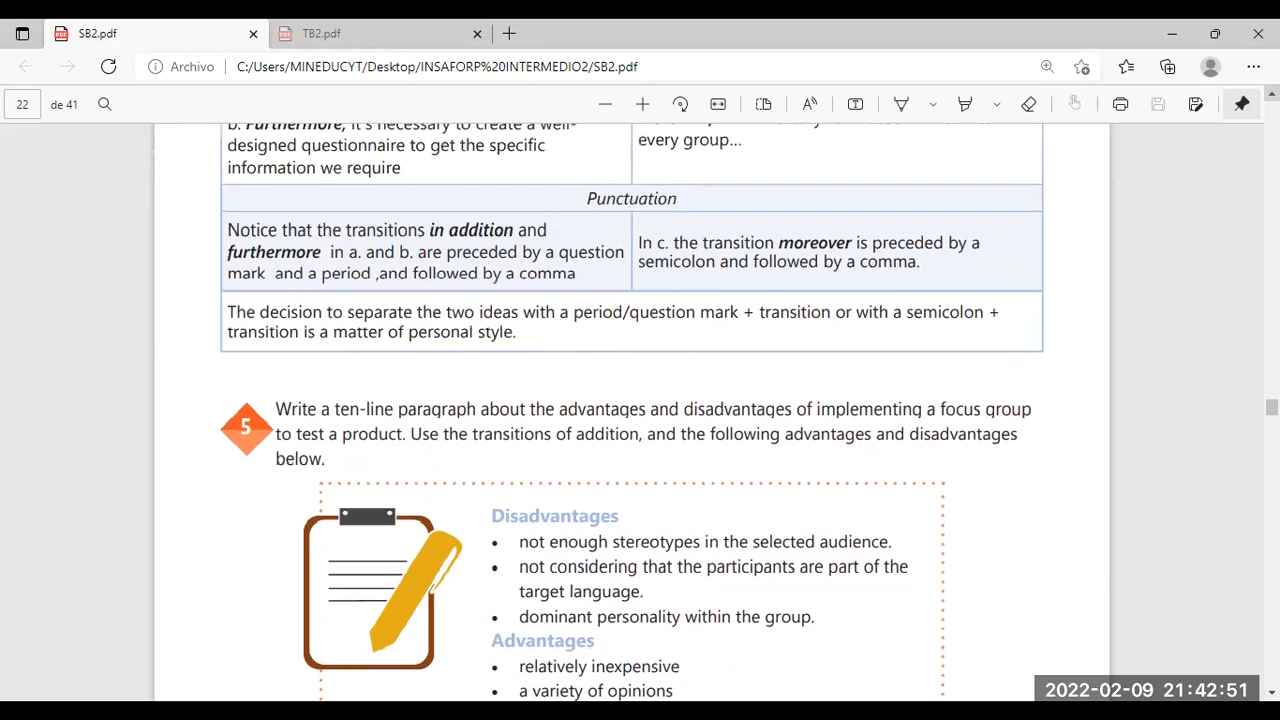 SB2.pdf
TB2.pdf
Archivo
C:/Users/MINEDUCYT/Desktop/INSAFORP%20INTERMEDIO2/SB2.pdf
22 de 41
b. Furthermore, it's necessary to create a well-
designed questionnaire to get the specific
information we require
every group...
Punctuation
Notice that the transitions in addition and
furthermore in a. and b. are preceded by a question
mark and a period ,and followed by a comma
In c. the transition moreover is preceded by a
semicolon and followed by a comma.
The decision to separate the two ideas with a period/question mark + transition or with a semicolon +
transition is a matter of personal style.
5
Write a ten-line paragraph about the advantages and disadvantages of implementing a focus group
to test a product. Use the transitions of addition, and the following advantages and disadvantages
below.
Disadvantages
• not enough stereotypes in the selected audience.
• not considering that the participants are part of the
target language.
• dominant personality within the group.
Advantages
• relatively inexpensive
• a variety of opinions
2022-02-09 21:42:51